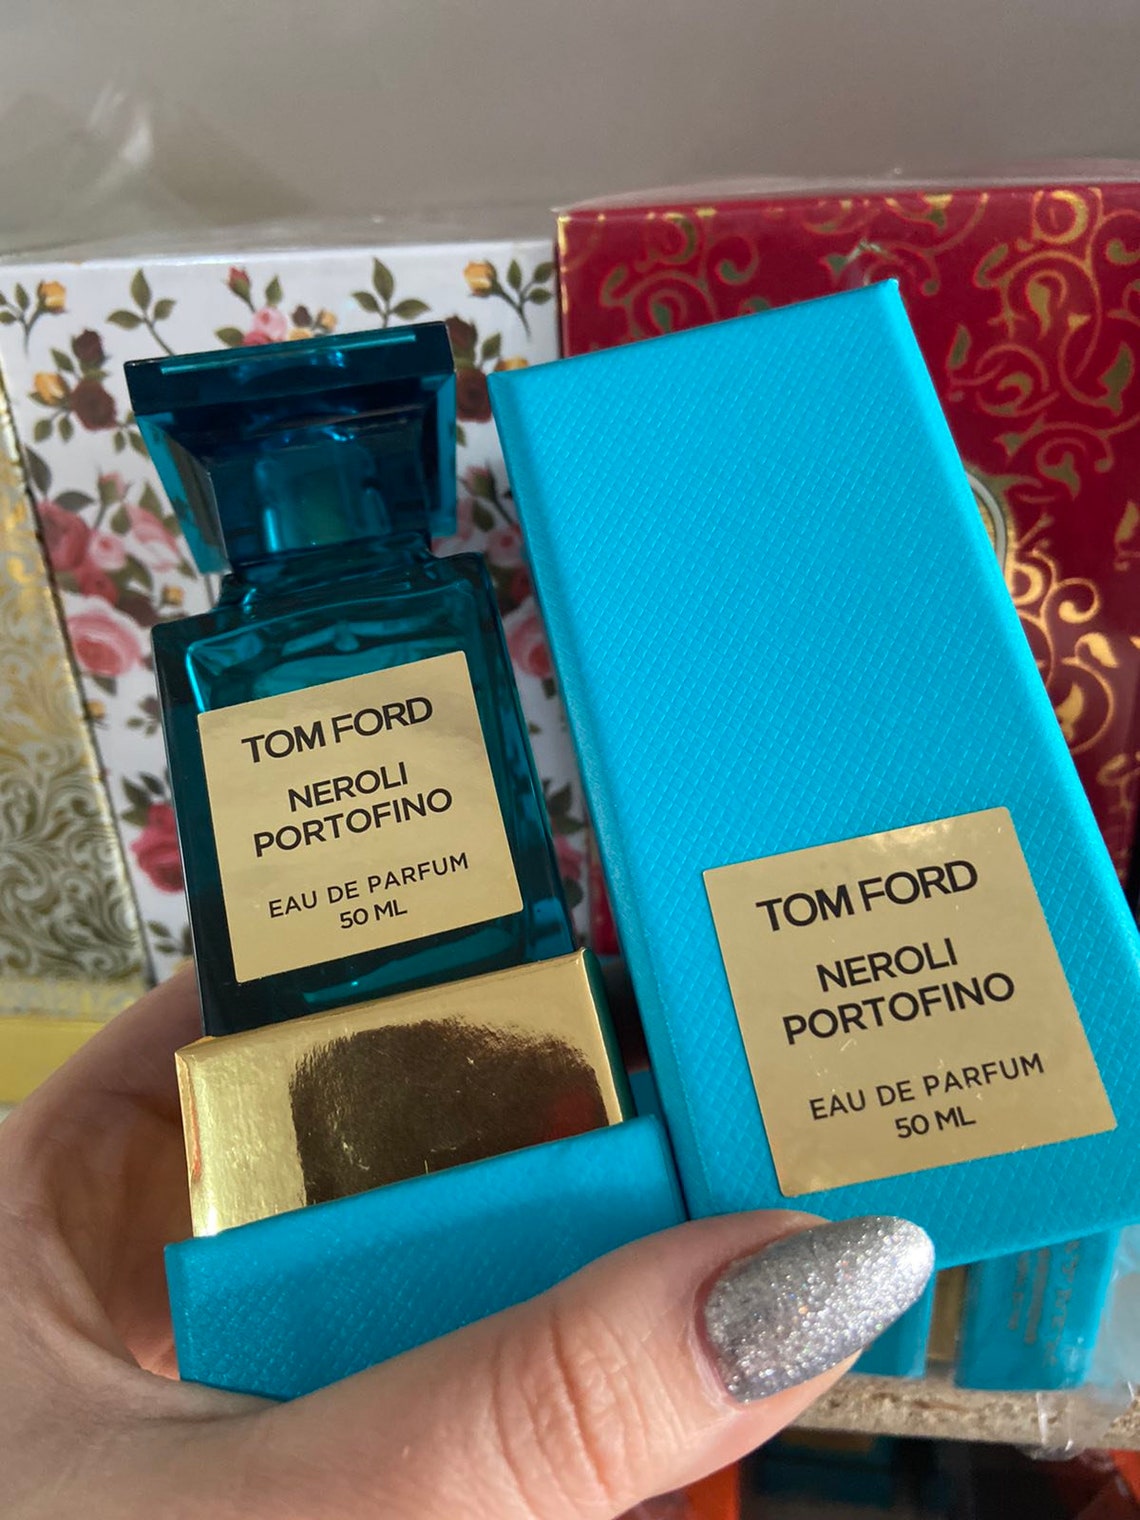 TOM FORD
NEROLI
PORTOFINO
EAU DE PARFUM
50 ML
TOM FORD
NEROLI
PORTOFINO
EAU DE PARFUM
50 ML